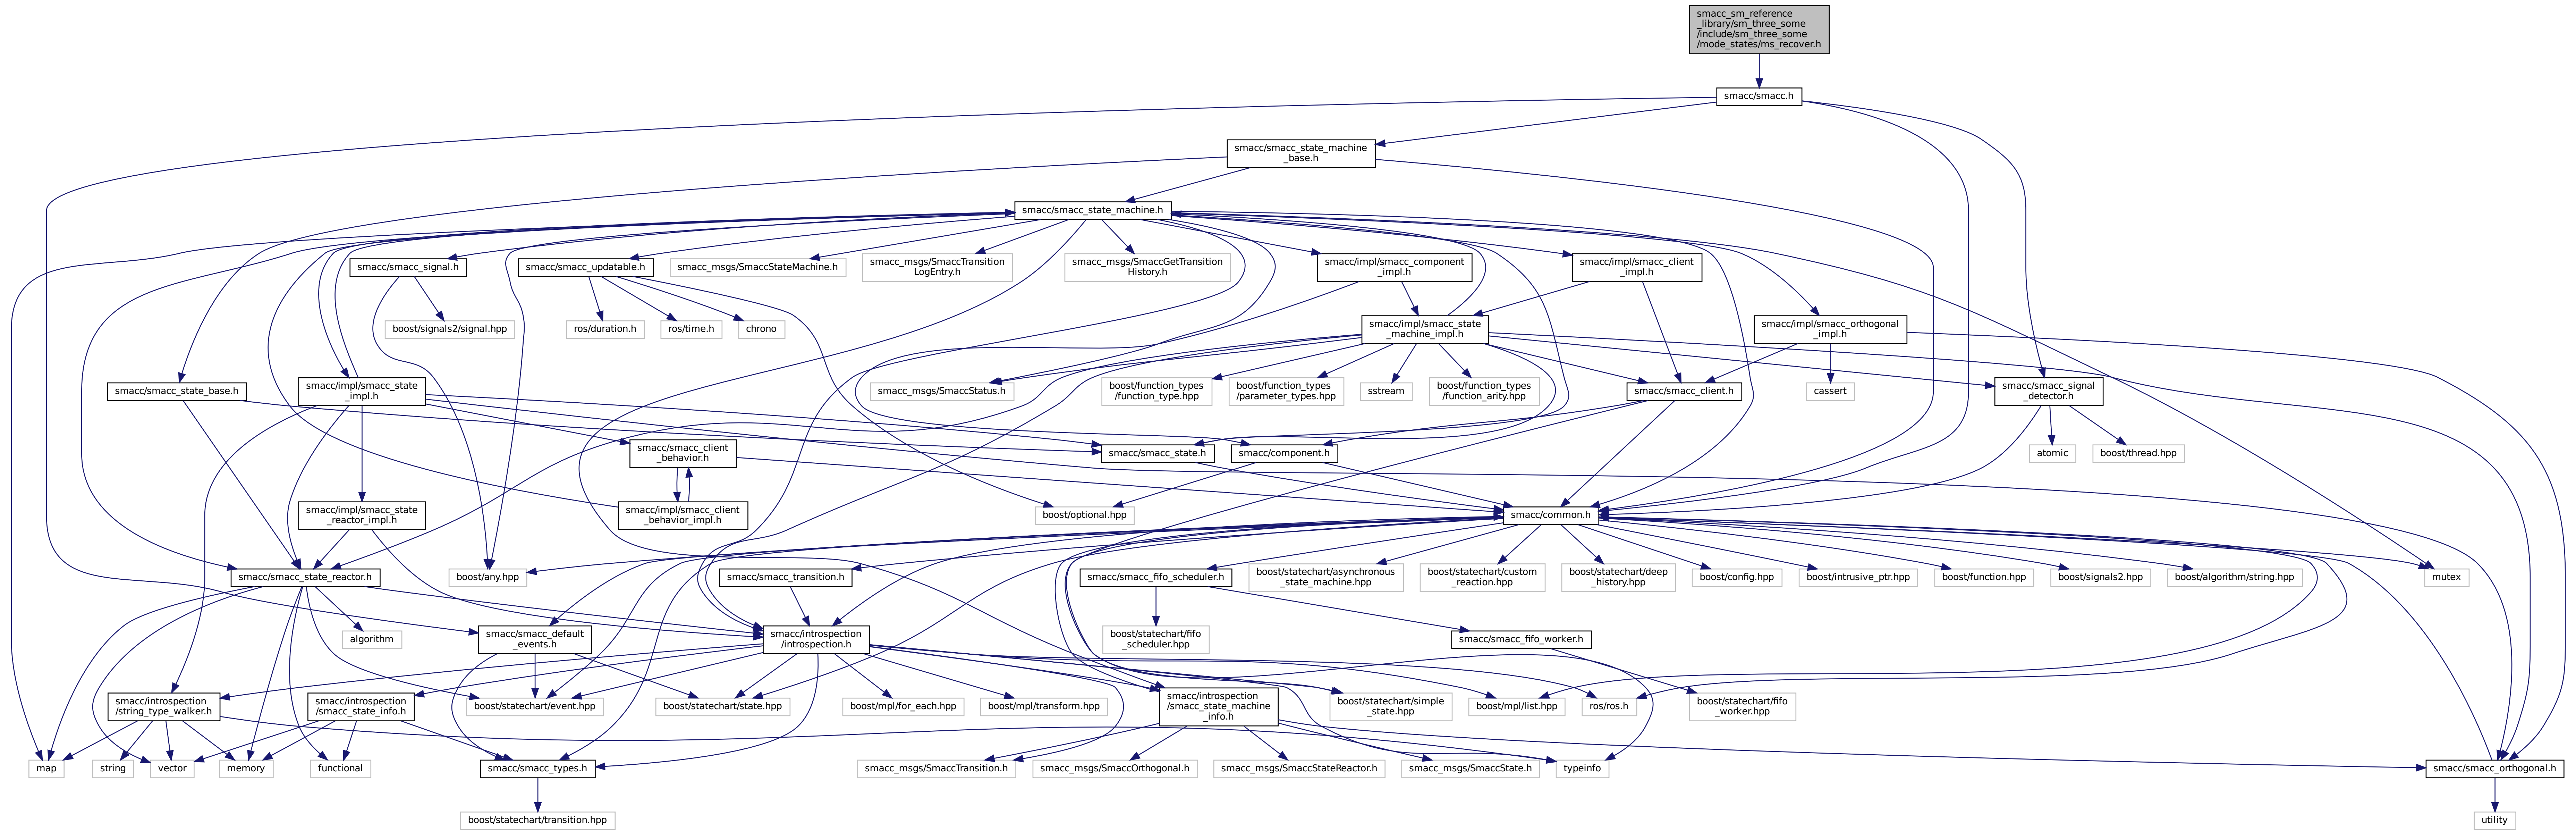 smacc_sm_reference
_library/sm_three_some
/include/sm_three_some
/mode_states/ms_recover.h
smacc/smacc.h
smacc/smacc_state_machine
_base.h
smacc/smacc_state_machine.h
smacc/smacc_signal.h
smacc/smacc_updatable.h
smacc_msgs/SmaccStateMachine.h
smacc_msgs/SmaccTransition
LogEntry.h
smacc_msgs/SmaccGetTransition
History.h
smacc/impl/smacc_component
_impl.h
smacc/impl/smacc_client
_impl.h
boost/signals2/signal.hpp
ros/duration.h
ros/time.h
chrono
smacc/impl/smacc_state
_machine_impl.h
smacc/impl/smacc_orthogonal
_impl.h
smacc/smacc_state_base.h
smacc/impl/smacc_state
_impl.h
smacc_msgs/SmaccStatus.h
boost/function_types
/function_type.hpp
boost/function_types
/parameter_types.hpp
sstream
boost/function_types
/function_arity.hpp
smacc/smacc_client.h
cassert
smacc/smacc_signal
_detector.h
smacc/smacc_client
_behavior.h
smacc/smacc_state.h
smacc/component.h
atomic
boost/thread.hpp
smacc/impl/smacc_state
_reactor_impl.h
smacc/impl/smacc_client
_behavior_impl.h
boost/optional.hpp
smacc/common.h
smacc/smacc_state_reactor.h
boost/any.hpp
smacc/smacc_transition.h
smacc/smacc_fifo_scheduler.h
boost/statechart/asynchronous
_state_machine.hpp
boost/statechart/custom
_reaction.hpp
boost/statechart/deep
_history.hpp
boost/config.hpp
boost/intrusive_ptr.hpp
boost/function.hpp
boost/signals2.hpp
boost/algorithm/string.hpp
mutex
algorithm
smacc/smacc_default
_events.h
smacc/introspection
/introspection.h
boost/statechart/fifo
_scheduler.hpp
smacc/smacc_fifo_worker.h
smacc/introspection
/string_type_walker.h
smacc/introspection
/smacc_state_info.h
boost/statechart/event.hpp
boost/statechart/state.hpp
boost/mpl/for_each.hpp
boost/mpl/transform.hpp
smacc/introspection
/smacc_state_machine
_info.h
boost/statechart/simple
_state.hpp
boost/mpl/list.hpp
ros/ros.h
boost/statechart/fifo
_worker.hpp
map
string
vector
memory
functional
smacc/smacc_types.h
smacc_msgs/SmaccTransition.h
smacc_msgs/SmaccOrthogonal.h
smacc_msgs/SmaccStateReactor.h
smacc_msgs/SmaccState.h
typeinfo
smacc/smacc_orthogonal.h
boost/statechart/transition.hpp
utility